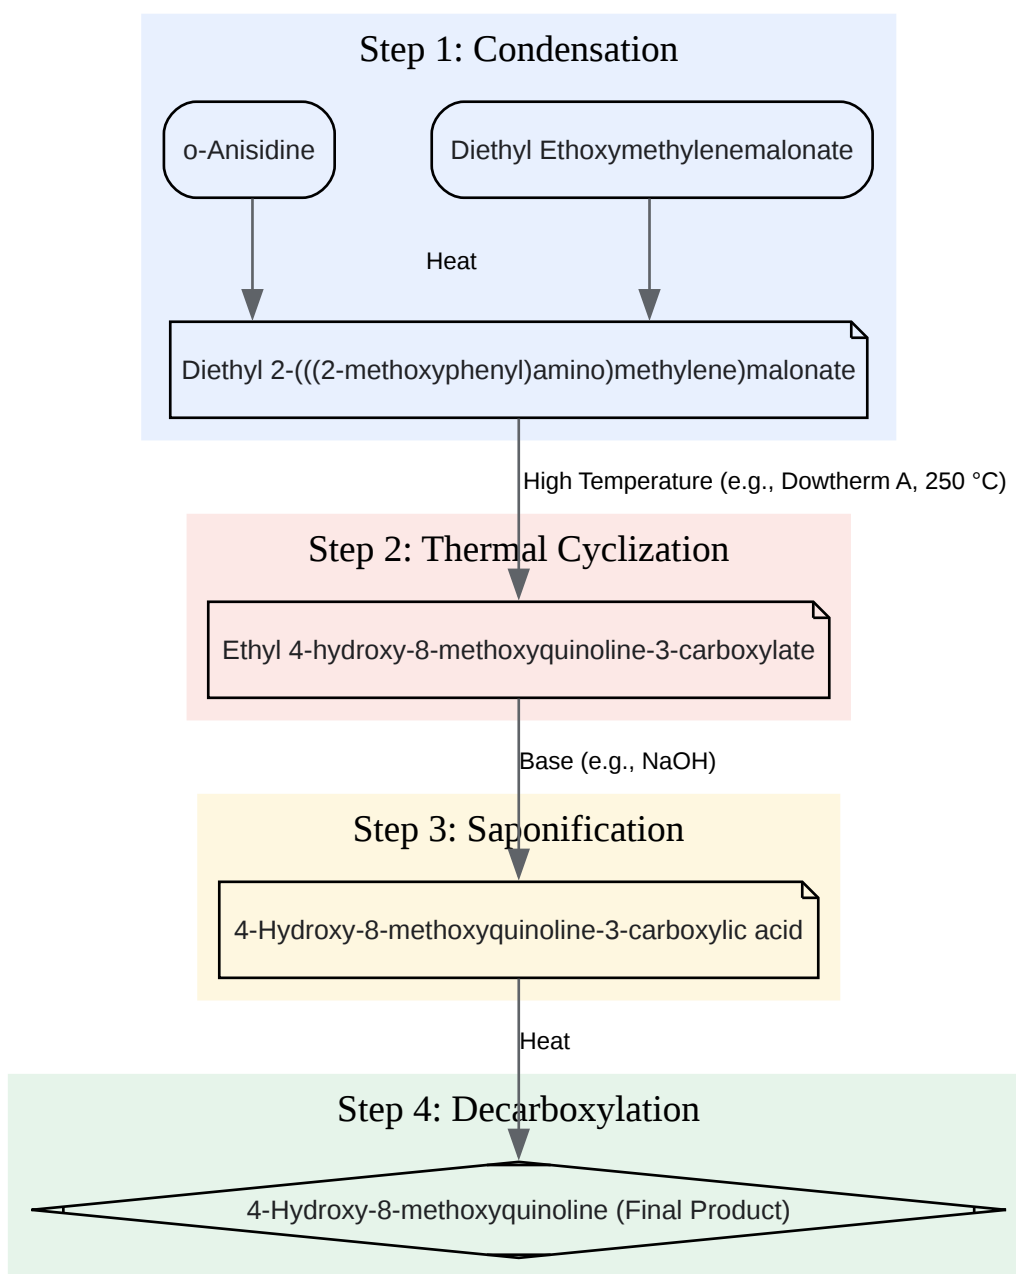 Step 1: Condensation
o-Anisidine
Diethyl Ethoxymethylenemalonate
Heat
Diethyl 2-(((2-methoxyphenyl)amino)methylene)malonate
High Temperature (e.g., Dowtherm A, 250 °C)
Step 2: Thermal Cyclization
Ethyl 4-hydroxy-8-methoxyquinoline-3-carboxylate
Base (e.g., NaOH)
Step 3: Saponification
4-Hydroxy-8-methoxyquinoline-3-carboxylic acid
Heat
Step 4: Decarboxylation
4-Hydroxy-8-methoxyquinoline (Final Product)